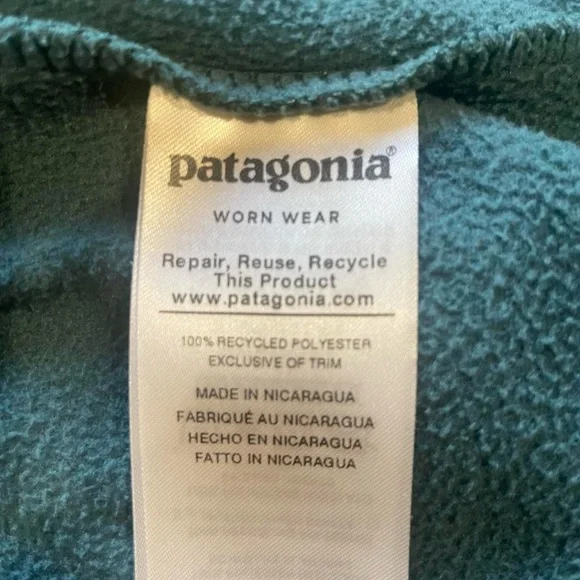 patagonia®
WORN WEAR
Repair, Reuse, Recycle
This Product
www.patagonia.com
100% RECYCLED POLYESTER
EXCLUSIVE OF TRIM
MADE IN NICARAGUA
FABRIQUÉ AU NICARAGUA
HECHO EN NICARAGUA
FATTO IN NICARAGUA